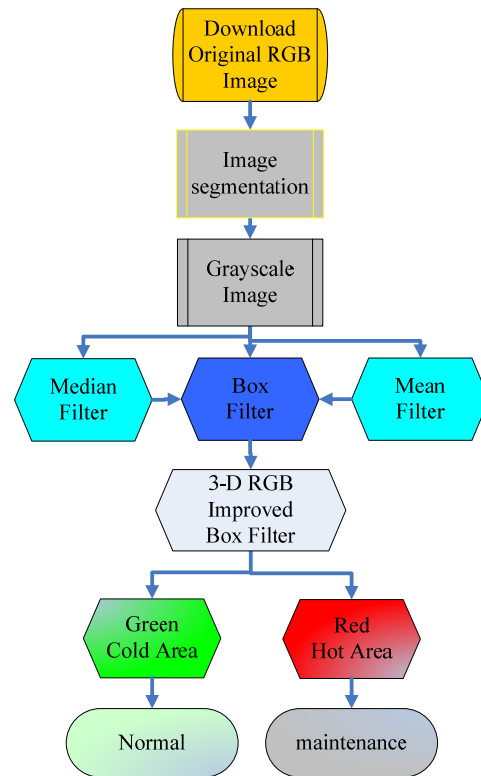 Download
Original RGB
Image
Image
segmentation
Grayscale
Image
Median
Filter
Box
Filter
Mean
Filter
3-D RGB
Improved
Box Filter
Green
Cold Area
Red
Hot Area
Normal
maintenance